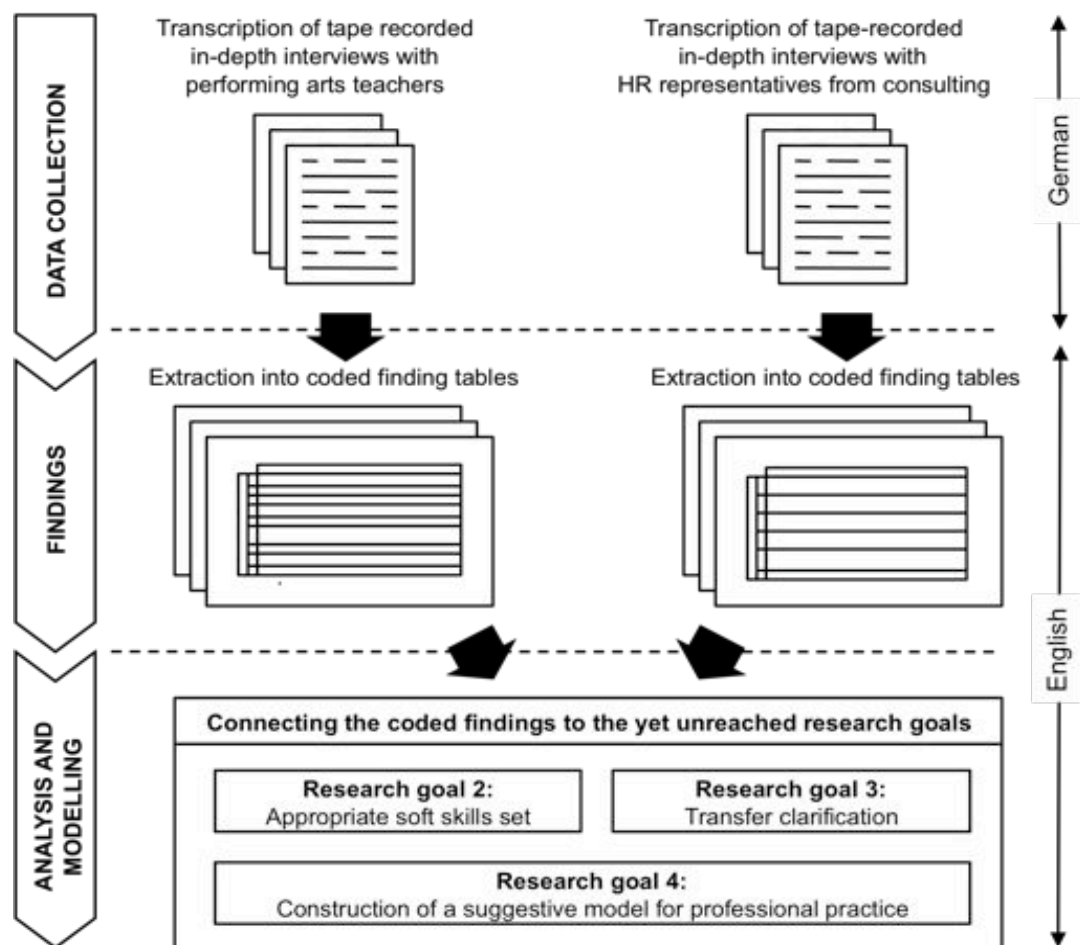 DATA COLLECTION
Transcription of tape recorded
in-depth interviews with
performing arts teachers
Transcription of tape-recorded
in-depth interviews with
HR representatives from consulting
German
FINDINGS
Extraction into coded finding tables
Extraction into coded finding tables
English
ANALYSIS AND
MODELLING
Connecting the coded findings to the yet unreached research goals
Research goal 2:
Appropriate soft skills set
Research goal 3:
Transfer clarification
Research goal 4:
Construction of a suggestive model for professional practice